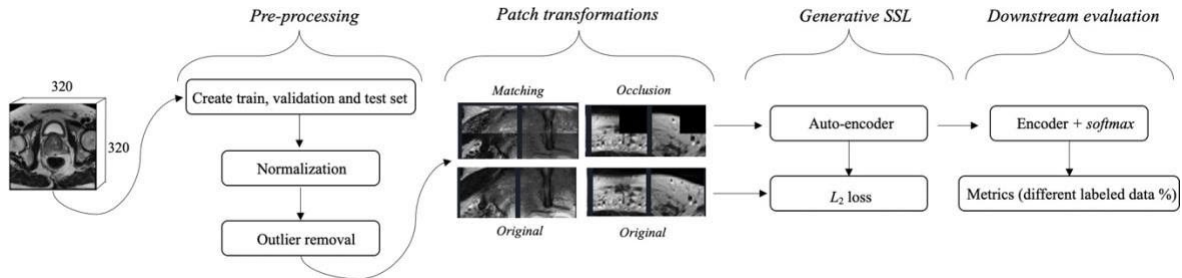 Pre-processing
Patch transformations
Generative SSL
Downstream evaluation
320
320
Create train, validation and test set
Normalization
Outlier removal
Matching
Occlusion
Original
Original
Auto-encoder
L₂ loss
Encoder + softmax
Metrics (different labeled data %)